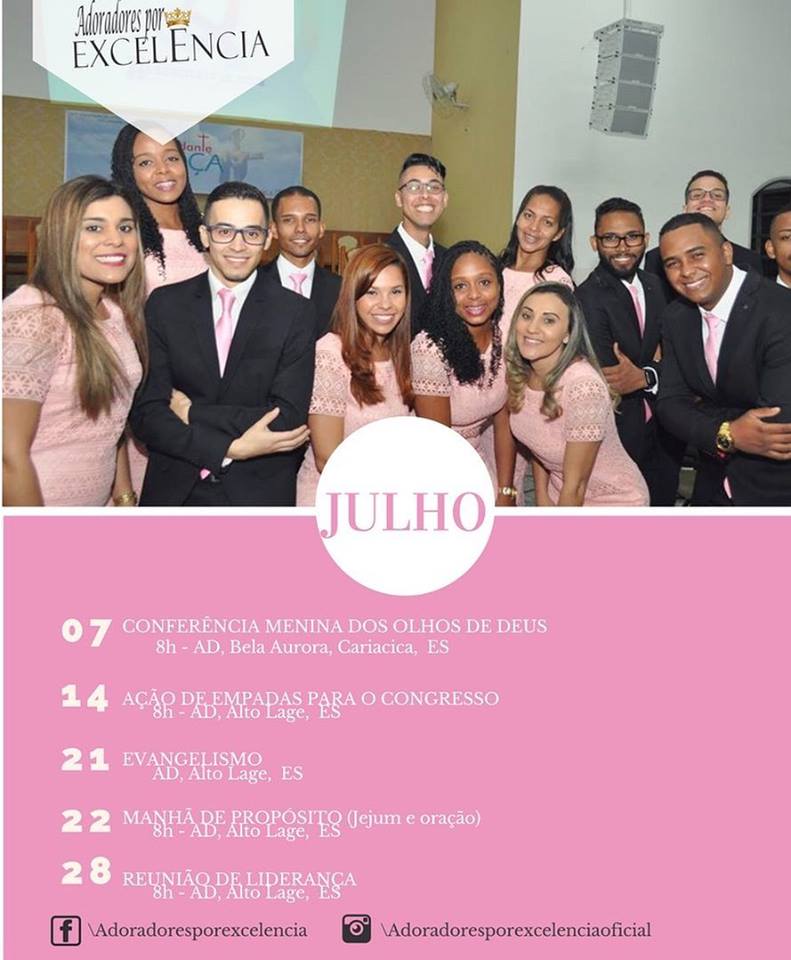 Adoradores por
EXCELENCIA
JULHO
07 CONFERÊNCIA MENINA DOS OLHOS DE DEUS
8h - AD, Bela Aurora, Cariacica, ES
14 AÇÃO DE EMPADAS PARA O CONGRESSO
8h - AD, Alto Lage, ES
21 EVANGELISMO
AD, Alto Lage, ES
22 MANHÃ DE PROPÓSITO (Jejum e oração)
8h - AD, Alto Lage, ES
28 REUNIÃO DE LIDERANÇA
8h - AD, Alto Lage, ES
\Adoradoresporexcelencia
\Adoradoresporexcelenciaoficial